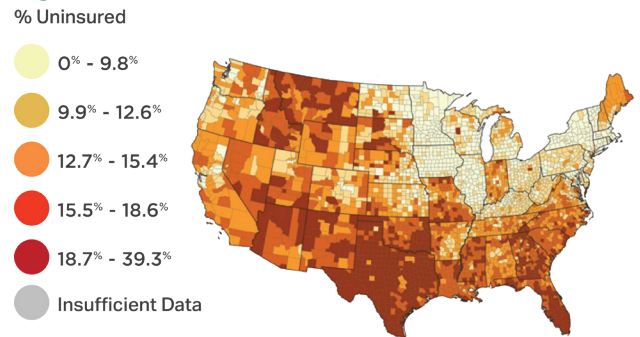 % Uninsured
0% - 9.8%
9.9% - 12.6%
12.7% - 15.4%
15.5% - 18.6%
18.7% - 39.3%
Insufficient Data